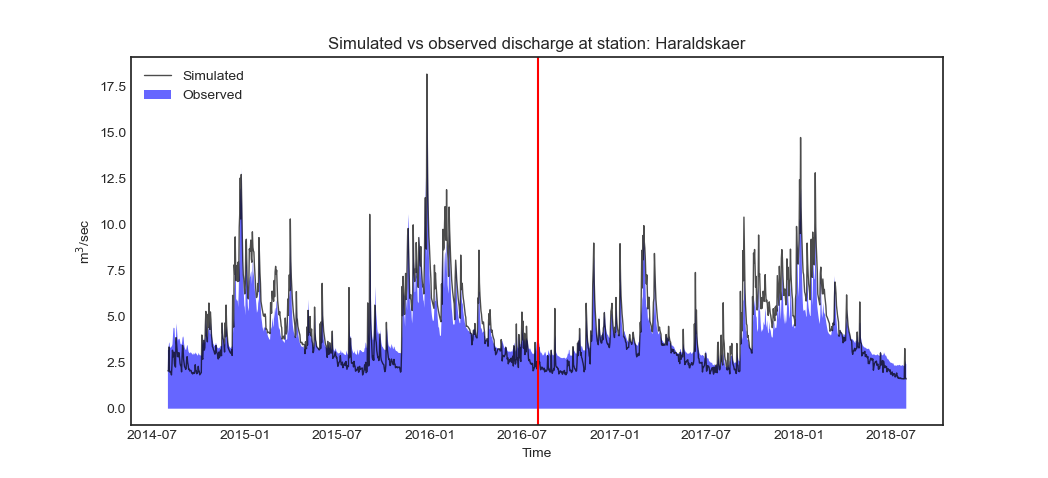 Simulated vs observed discharge at station: Haraldskaer
Simulated
Observed
17.5
15.0
12.5
10.0
7.5
5.0
2.5
0.0
m³/sec
2014-07 2015-01 2015-07 2016-01 2016-07 2017-01 2017-07 2018-01 2018-07
Time